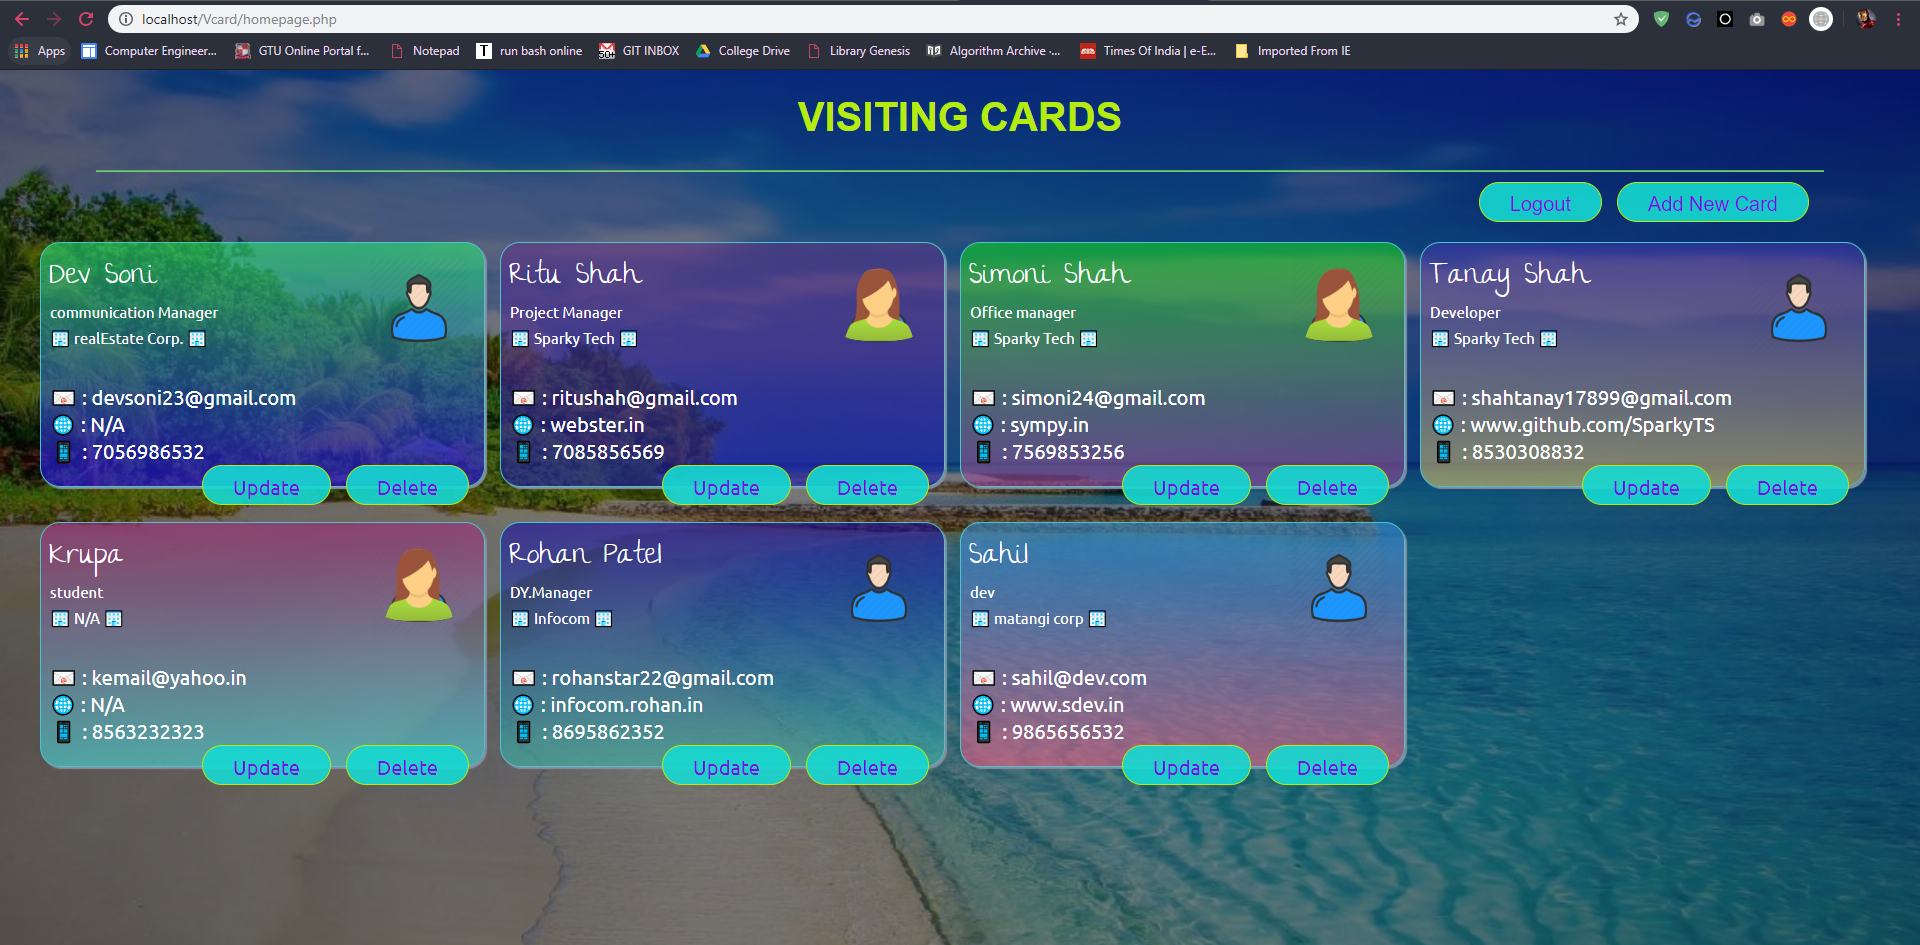 localhost/Vcard/homepage.php
Apps
Computer Engineer...
GTU Online Portal f...
Notepad
T
run bash online
50+
GIT INBOX
College Drive
Library Genesis
Algorithm Archive ·...
Times Of India | e-E...
Imported From IE
VISITING CARDS
Logout
Add New Card
Dev Soni
communication Manager
realEstate Corp.
: devsoni23@gmail.com
: N/A
: 7056986532
Update
Delete
Ritu Shah
Project Manager
Sparky Tech
: ritushah@gmail.com
: webster.in
: 7085856569
Update
Delete
Simoni Shah
Office manager
Sparky Tech
: simoni24@gmail.com
: sympy.in
: 7569853256
Update
Delete
Tanay Shah
Developer
Sparky Tech
: shahtanay17899@gmail.com
: www.github.com/SparkyTS
: 8530308832
Update
Delete
Krupa
student
N/A
: kemail@yahoo.in
: N/A
: 8563232323
Update
Delete
Rohan Patel
DY.Manager
Infocom
: rohanstar22@gmail.com
: infocom.rohan.in
: 8695862352
Update
Delete
Sahil
dev
matangi corp
: sahil@dev.com
: www.sdev.in
: 9865656532
Update
Delete